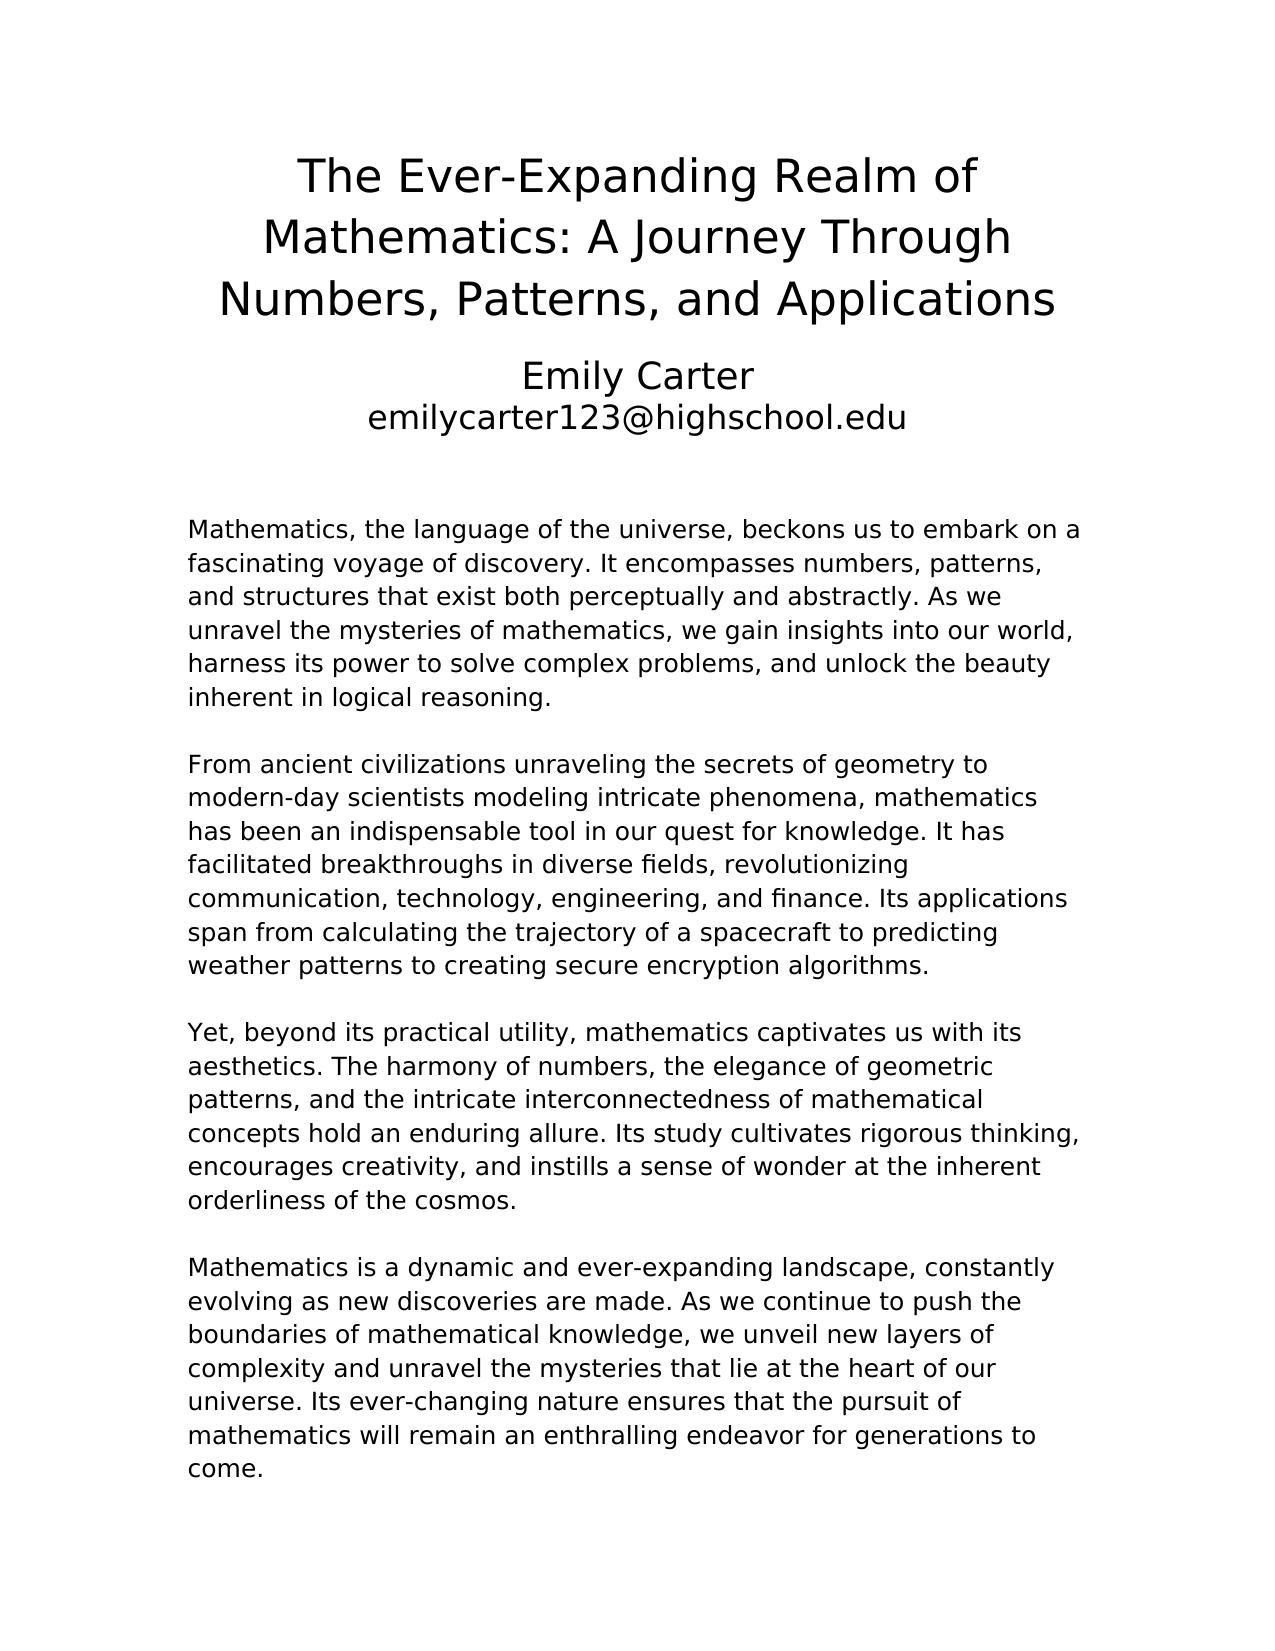 The Ever-Expanding Realm of
Mathematics: A Journey Through
Numbers, Patterns, and Applications
Emily Carter
emilycarter123@highschool.edu
Mathematics, the language of the universe, beckons us to embark on a
fascinating voyage of discovery. It encompasses numbers, patterns,
and structures that exist both perceptually and abstractly. As we
unravel the mysteries of mathematics, we gain insights into our world,
harness its power to solve complex problems, and unlock the beauty
inherent in logical reasoning.
From ancient civilizations unraveling the secrets of geometry to
modern-day scientists modeling intricate phenomena, mathematics
has been an indispensable tool in our quest for knowledge. It has
facilitated breakthroughs in diverse fields, revolutionizing
communication, technology, engineering, and finance. Its applications
span from calculating the trajectory of a spacecraft to predicting
weather patterns to creating secure encryption algorithms.
Yet, beyond its practical utility, mathematics captivates us with its
aesthetics. The harmony of numbers, the elegance of geometric
patterns, and the intricate interconnectedness of mathematical
concepts hold an enduring allure. Its study cultivates rigorous thinking,
encourages creativity, and instills a sense of wonder at the inherent
orderliness of the cosmos.
Mathematics is a dynamic and ever-expanding landscape, constantly
evolving as new discoveries are made. As we continue to push the
boundaries of mathematical knowledge, we unveil new layers of
complexity and unravel the mysteries that lie at the heart of our
universe. Its ever-changing nature ensures that the pursuit of
mathematics will remain an enthralling endeavor for generations to
come.